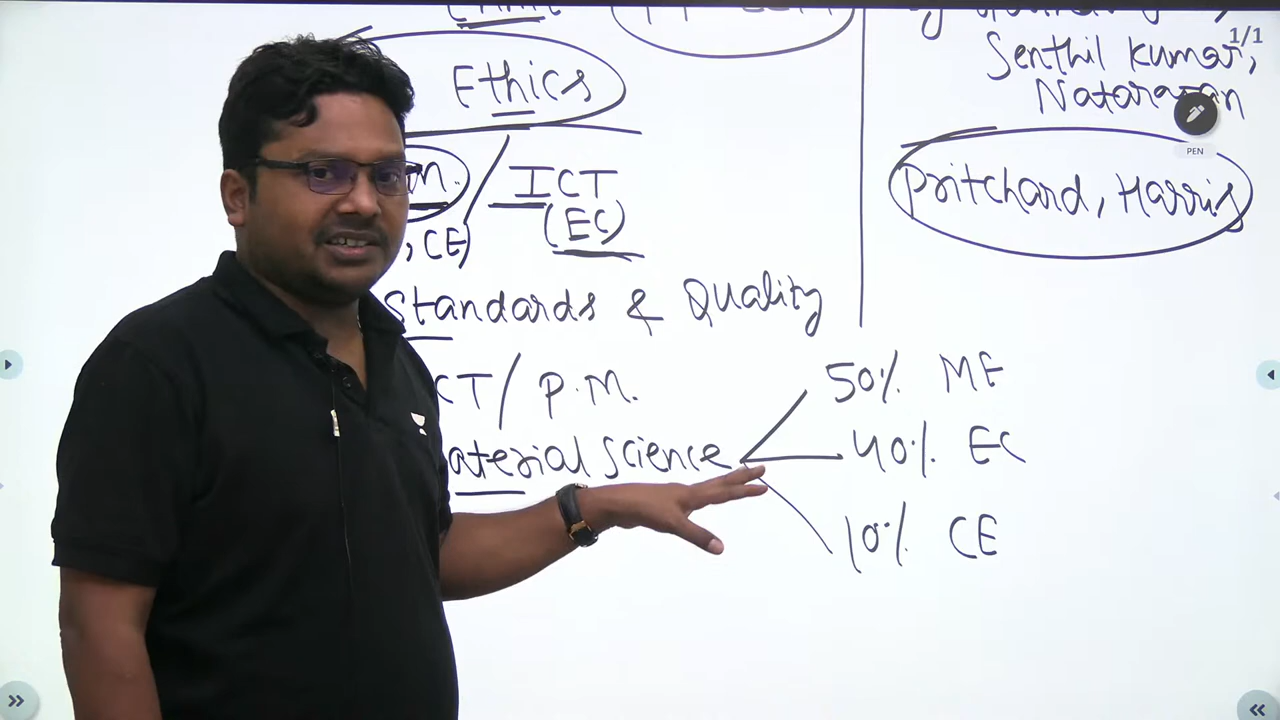 Ethics
ICT
(EC)
, CE)
Standards & Quality
CT / P.M.
aterial Science
50% ME
40% EC
10% CE
1/1
Senthil Kumar,
Natarajan
PEN
Pritchard, Harris